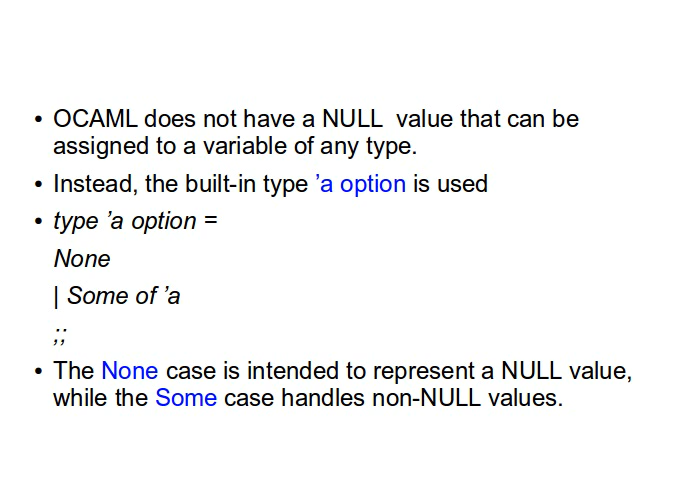 • OCAML does not have a NULL  value that can be
assigned to a variable of any type.
• Instead, the built-in type ’a option is used
• type ’a option =
None
| Some of ’a
;;
• The None case is intended to represent a NULL value,
while the Some case handles non-NULL values.